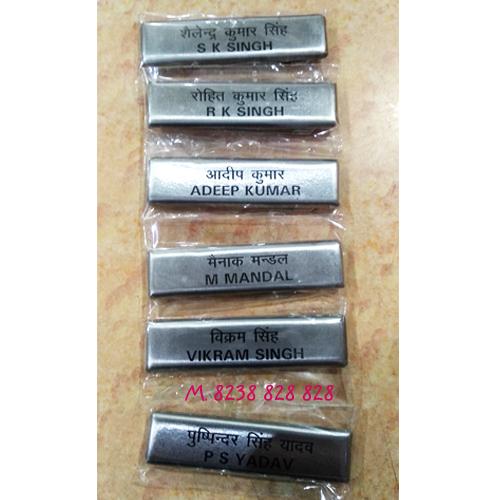 शैलेन्द्र कुमार सिंह
S K SINGH
रोहित कुमार सिंह
R K SINGH
आदीप कुमार
ADEEP KUMAR
मैनाक मन्डल
M MANDAL
विक्रम सिंह
VIKRAM SINGH
M. 8238 828 828
पुष्पिन्दर सिंह यादव
P S YADAV